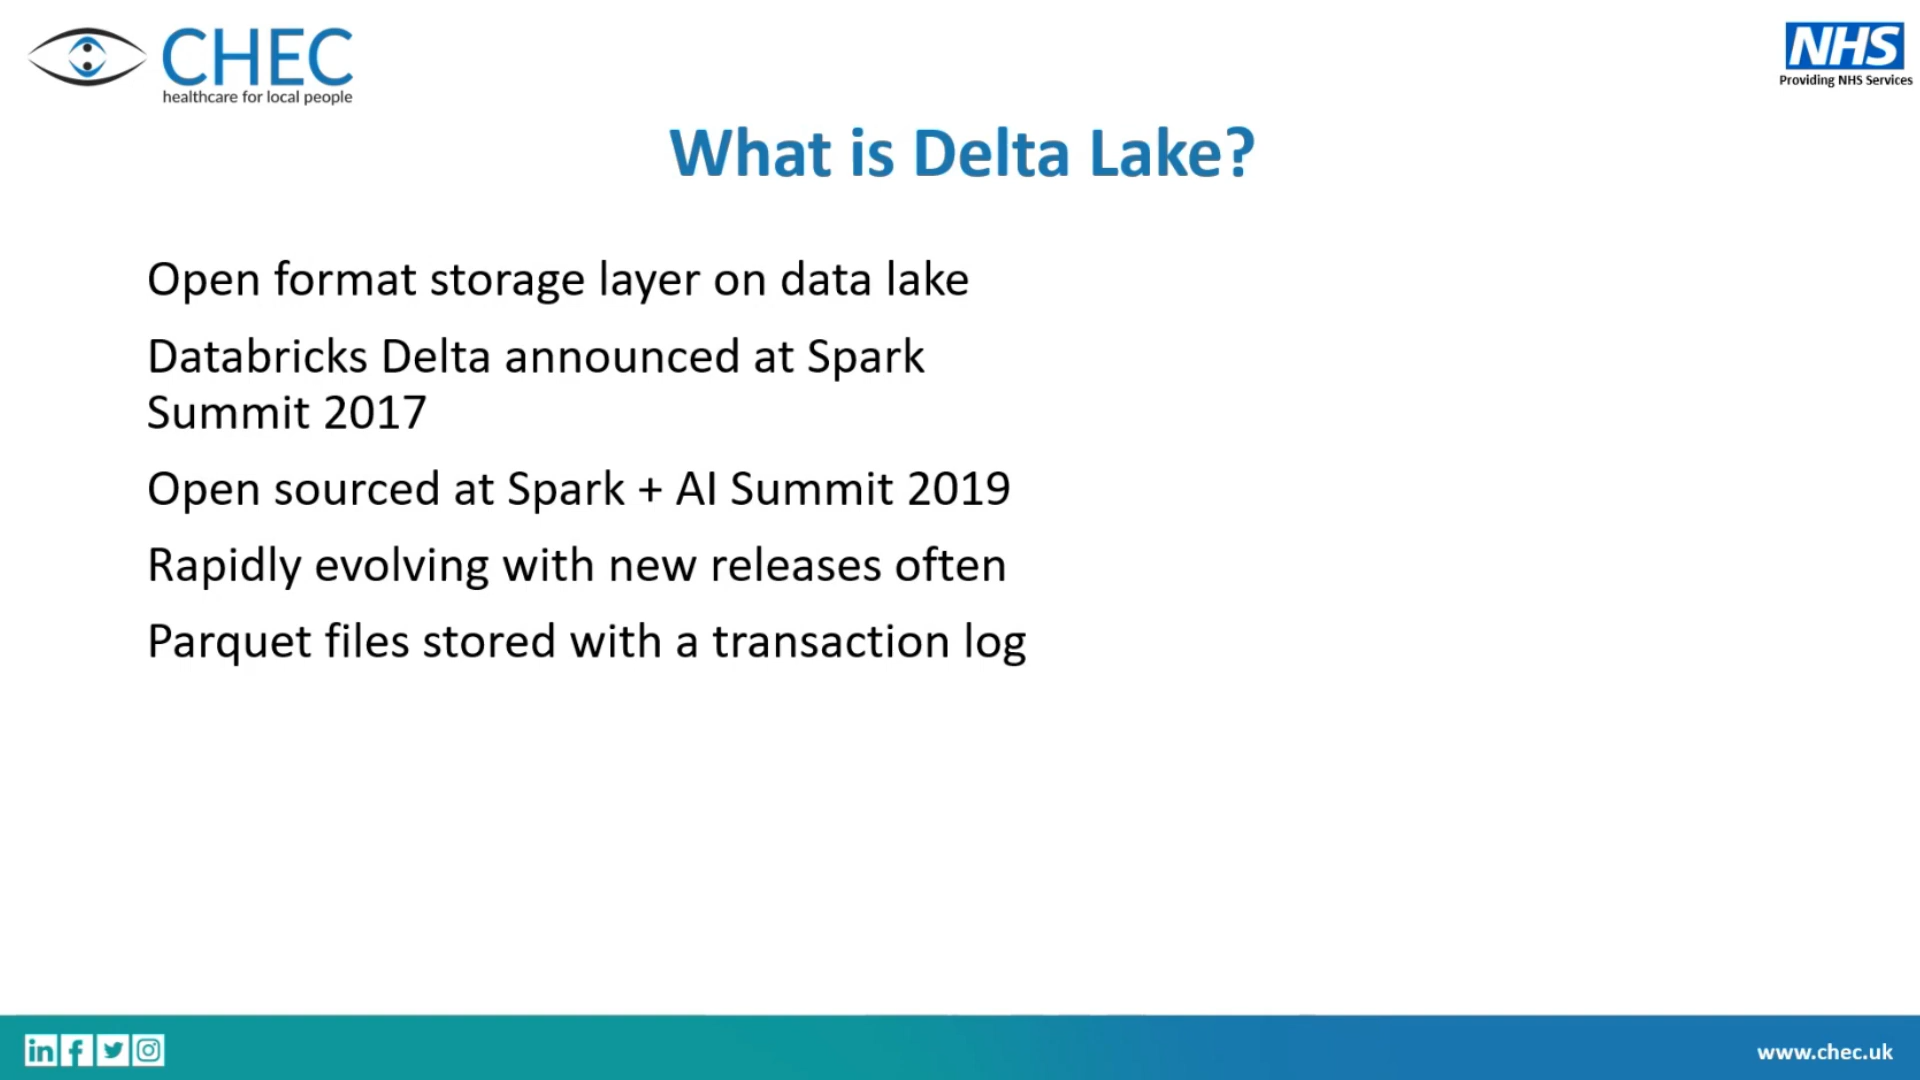 CHEC
healthcare for local people
NHS
Providing NHS Services
What is Delta Lake?
Open format storage layer on data lake
Databricks Delta announced at Spark
Summit 2017
Open sourced at Spark + AI Summit 2019
Rapidly evolving with new releases often
Parquet files stored with a transaction log
in f
www.chec.uk